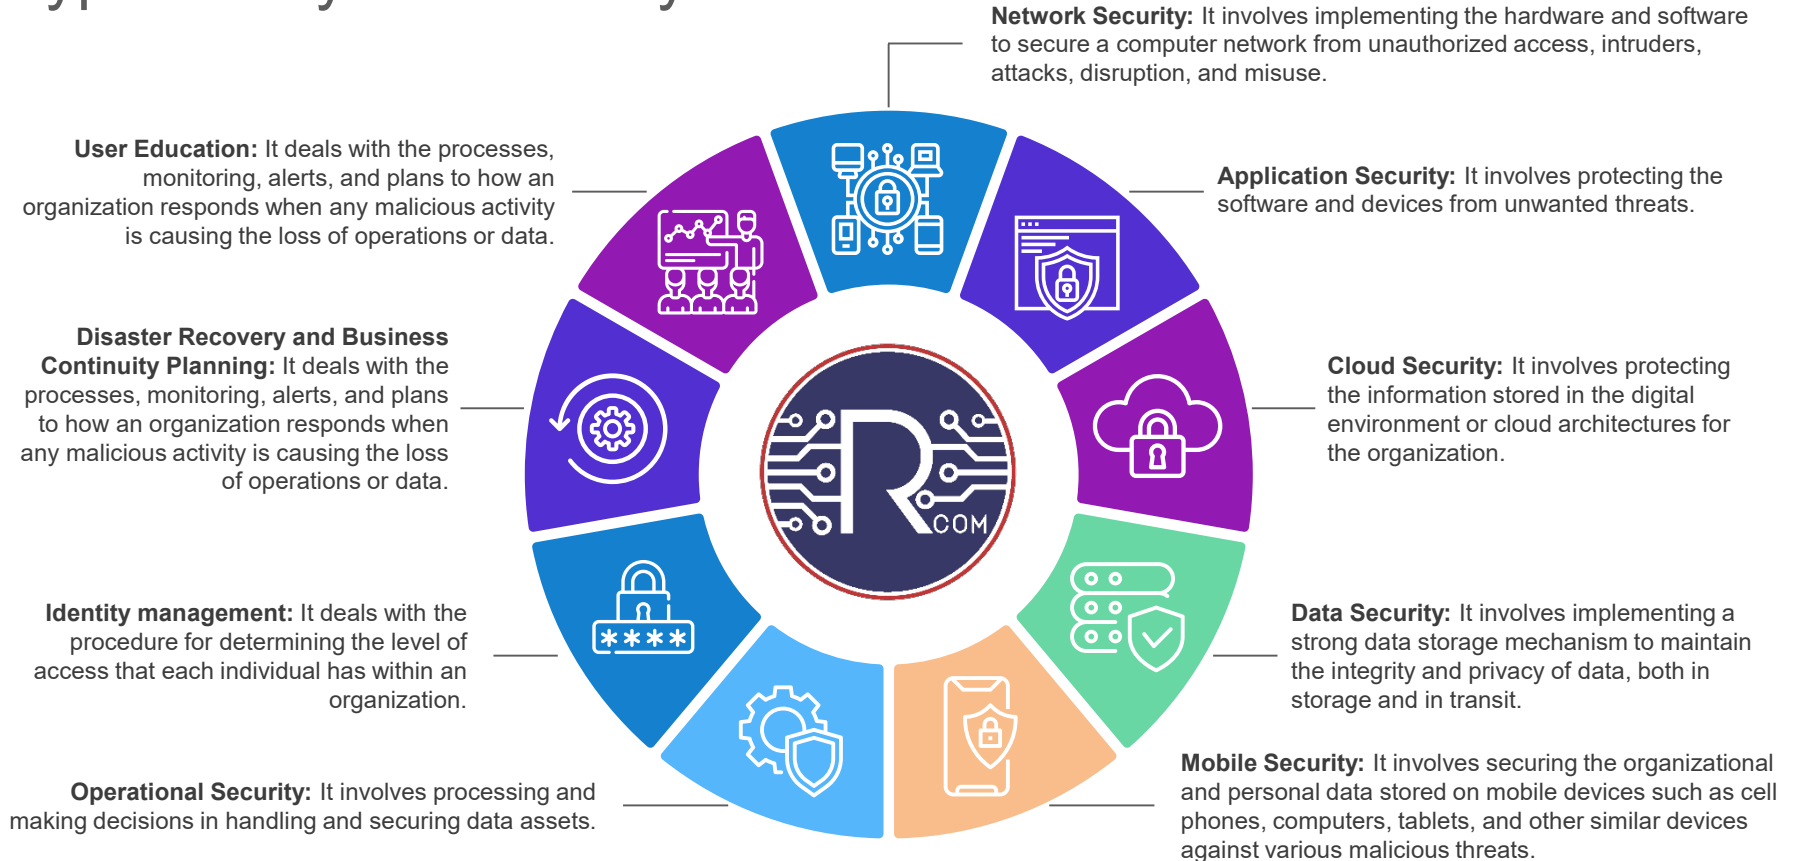 Network Security: It involves implementing the hardware and software
to secure a computer network from unauthorized access, intruders,
attacks, disruption, and misuse.
Application Security: It involves protecting the
software and devices from unwanted threats.
Cloud Security: It involves protecting
the information stored in the digital
environment or cloud architectures for
the organization.
Data Security: It involves implementing a
strong data storage mechanism to maintain
the integrity and privacy of data, both in
storage and in transit.
Mobile Security: It involves securing the organizational
and personal data stored on mobile devices such as cell
phones, computers, tablets, and other similar devices
against various malicious threats.
Operational Security: It involves processing and
making decisions in handling and securing data assets.
Identity management: It deals with the
procedure for determining the level of
access that each individual has within an
organization.
Disaster Recovery and Business
Continuity Planning: It deals with the
processes, monitoring, alerts, and plans
to how an organization responds when
any malicious activity is causing the loss
of operations or data.
User Education: It deals with the processes,
monitoring, alerts, and plans to how an
organization responds when any malicious activity
is causing the loss of operations or data.
R
COM
****